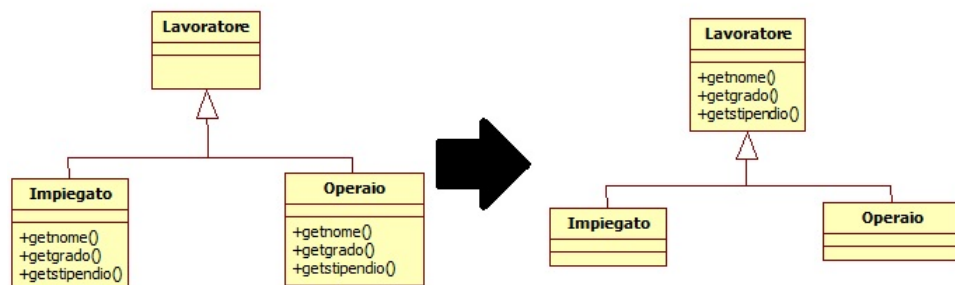 Lavoratore
Impiegato
+getnome()
+getgrado()
+getstipendio()
Operaio
+getnome()
+getgrado()
+getstipendio()
Lavoratore
+getnome()
+getgrado()
+getstipendio()
Impiegato
Operaio